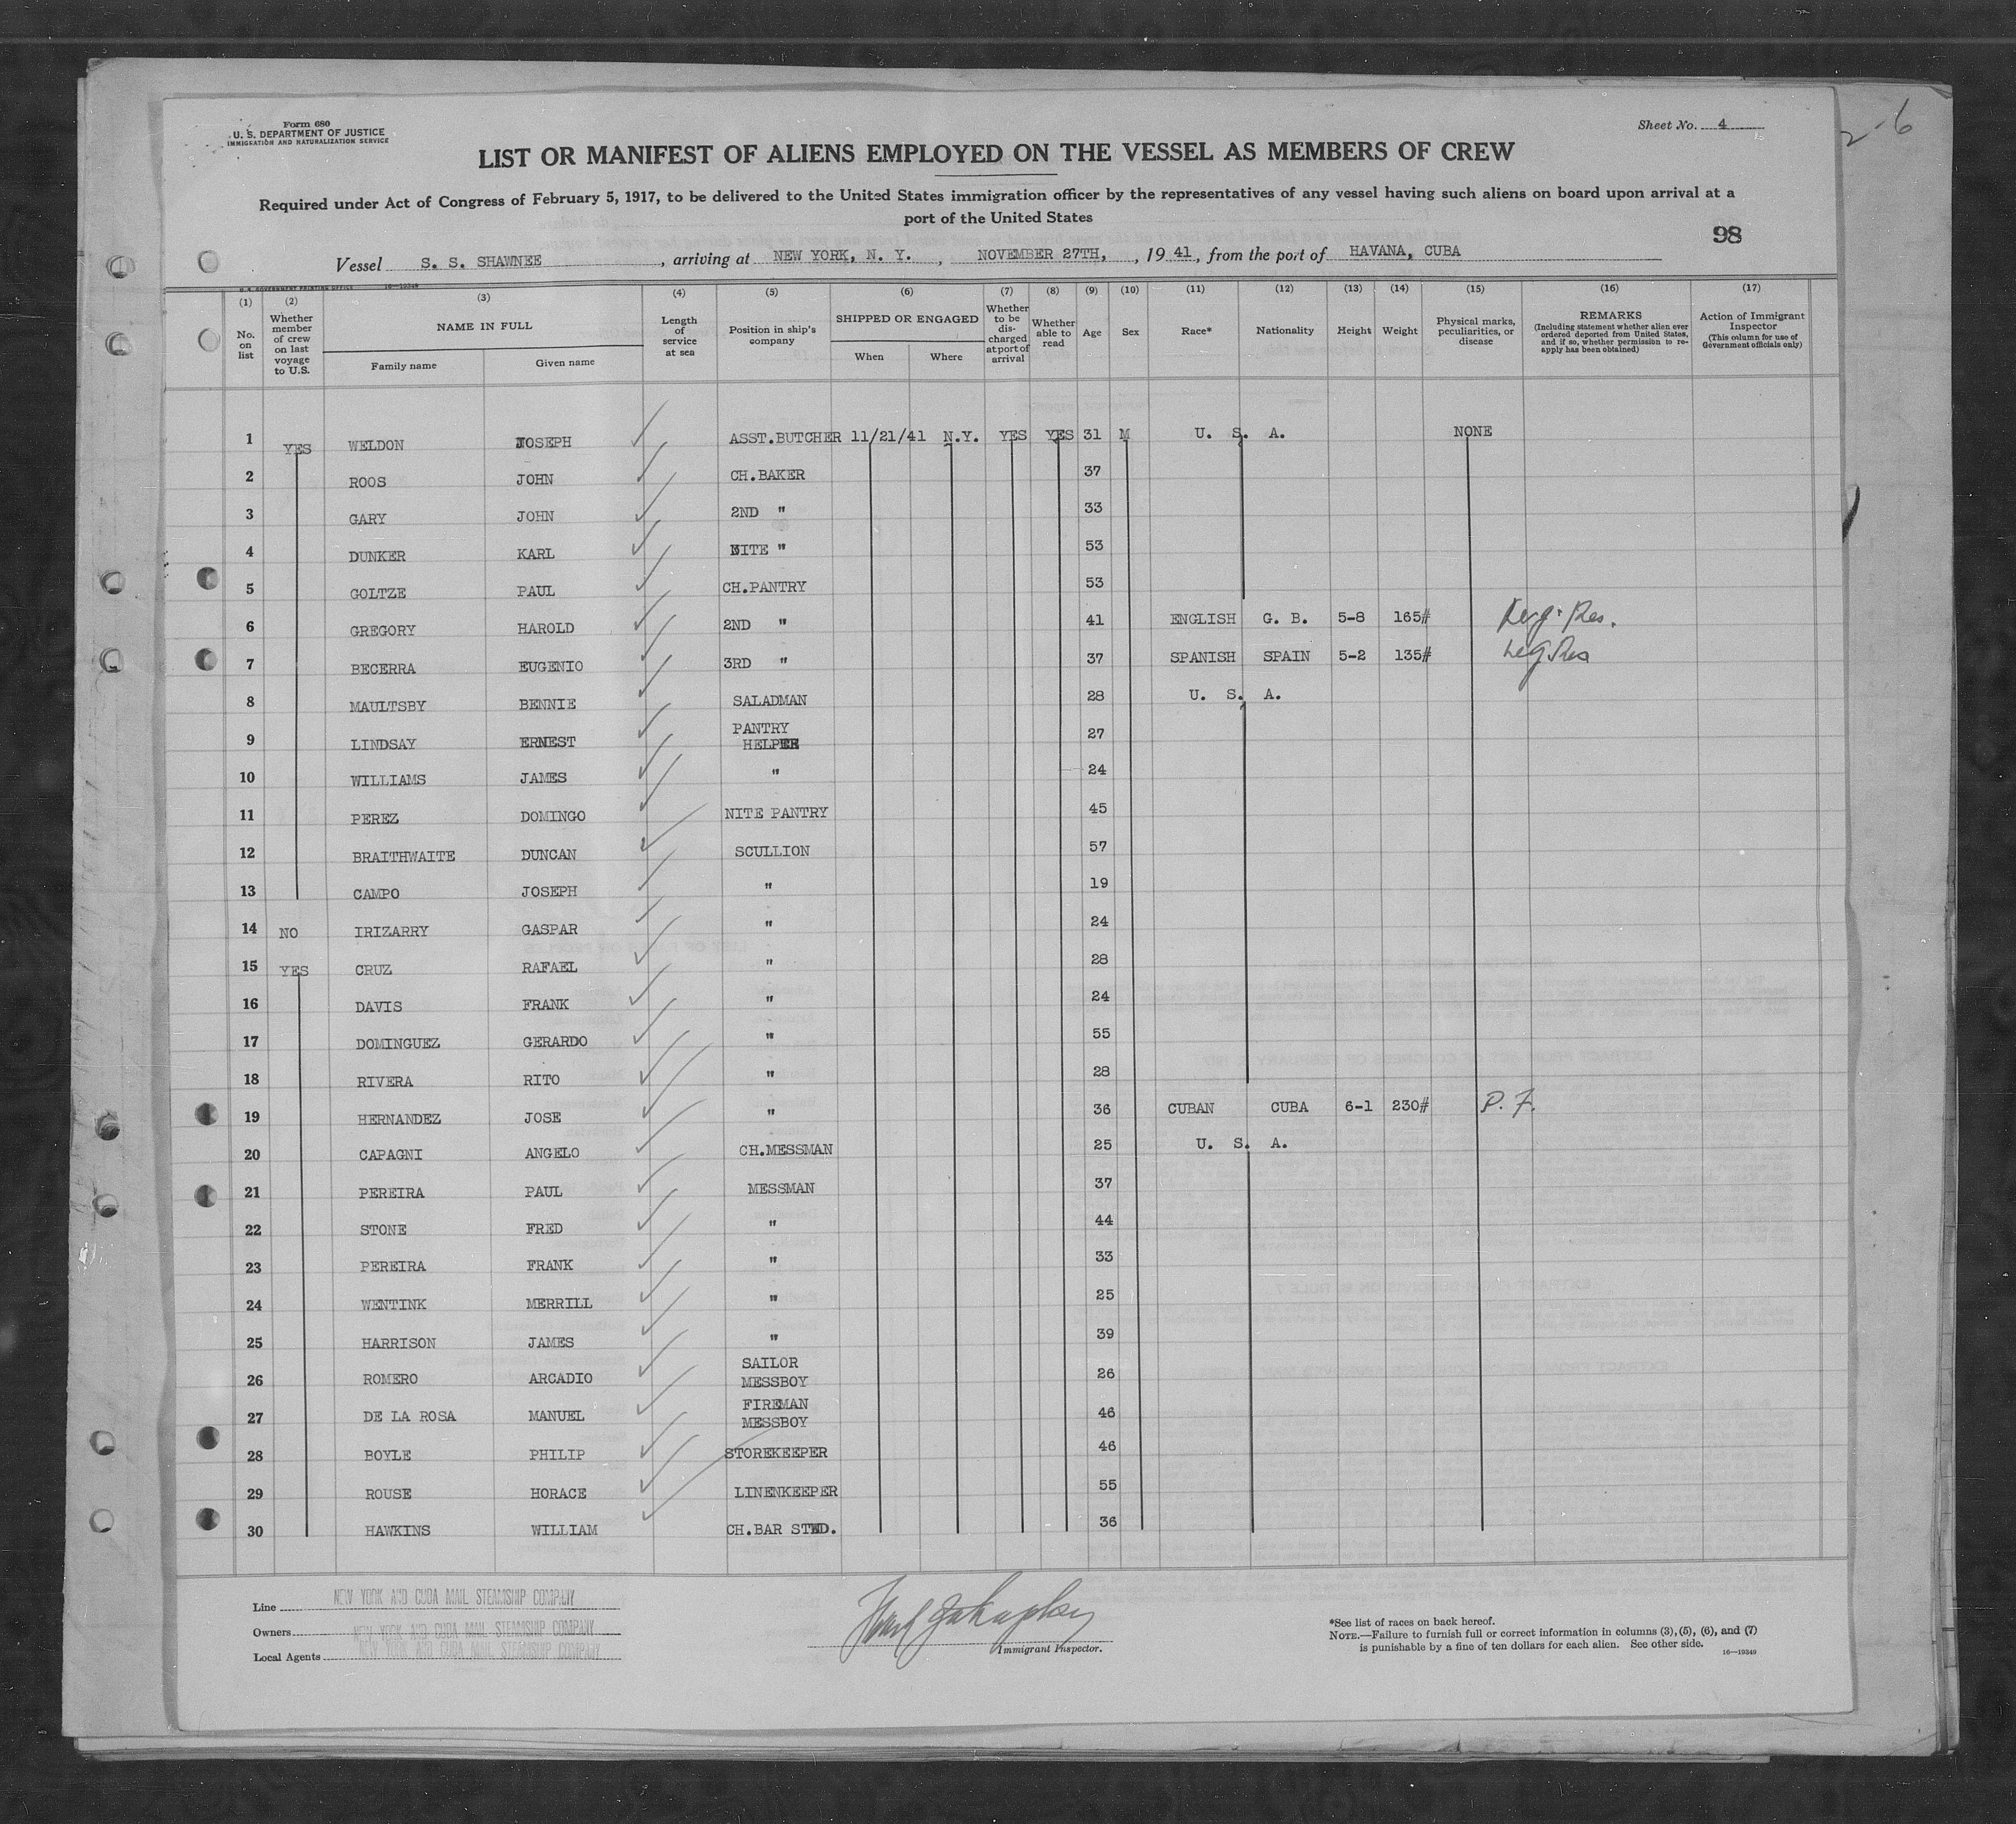 Form 680
U. S. DEPARTMENT OF JUSTICE
IMMIGRATION AND NATURALIZATION SERVICE
Sheet No. 4
2-6
LIST OR MANIFEST OF ALIENS EMPLOYED ON THE VESSEL AS MEMBERS OF CREW
Required under Act of Congress of February 5, 1917, to be delivered to the United States immigration officer by the representatives of any vessel having such aliens on board upon arrival at a
port of the United States
98
Vessel S. S. SHAWNEE, arriving at NEW YORK, N. Y., NOVEMBER 27TH, , 19 41, from the port of HAVANA, CUBA
U. S. GOVERNMENT PRINTING OFFICE 16—19349
(1) No. on list
(2) Whether member of crew on last voyage to U.S.
(3) NAME IN FULL Family name Given name
(4) Length of service at sea
(5) Position in ship's company
(6) SHIPPED OR ENGAGED When Where
(7) Whether to be discharged at port of arrival
(8) Whether able to read
(9) Age
(10) Sex
(11) Race*
(12) Nationality
(13) Height
(14) Weight
(15) Physical marks, peculiarities, or disease
(16) REMARKS (Including statement whether alien ever ordered deported from United States, and if so, whether permission to reapply has been obtained)
(17) Action of Immigrant Inspector (This column for use of Government officials only)
1 YES WELDON JOSEPH ASST.BUTCHER 11/21/41 N.Y. YES YES 31 M U. S. A. NONE
2 ROOS JOHN CH.BAKER 37
3 GARY JOHN 2ND " 33
4 DUNKER KARL NITE " 53
5 GOLTZE PAUL CH.PANTRY 53
6 GREGORY HAROLD 2ND " 41 ENGLISH G. B. 5-8 165# Leg. Res.
7 BECERRA EUGENIO 3RD " 37 SPANISH SPAIN 5-2 135# Leg Res
8 MAULTSBY BENNIE SALADMAN 28 U. S. A.
9 LINDSAY ERNEST PANTRY HELPER 27
10 WILLIAMS JAMES " 24
11 PEREZ DOMINGO NITE PANTRY 45
12 BRAITHWAITE DUNCAN SCULLION 57
13 CAMPO JOSEPH " 19
14 NO IRIZARRY GASPAR " 24
15 YES CRUZ RAFAEL " 28
16 DAVIS FRANK " 24
17 DOMINGUEZ GERARDO " 55
18 RIVERA RITO " 28
19 HERNANDEZ JOSE " 36 CUBAN CUBA 6-1 230# P. F.
20 CAPAGNI ANGELO CH.MESSMAN 25 U. S. A.
21 PEREIRA PAUL MESSMAN 37
22 STONE FRED " 44
23 PEREIRA FRANK " 33
24 WENTINK MERRILL " 25
25 HARRISON JAMES " 39
26 ROMERO ARCADIO SAILOR MESSBOY 26
27 DE LA ROSA MANUEL FIREMAN MESSBOY 46
28 BOYLE PHILIP STOREKEEPER 46
29 ROUSE HORACE LINENKEEPER 55
30 HAWKINS WILLIAM CH.BAR STWD. 36
Line NEW YORK AND CUBA MAIL STEAMSHIP COMPANY
Owners NEW YORK AND CUBA MAIL STEAMSHIP COMPANY
Local Agents NEW YORK AND CUBA MAIL STEAMSHIP COMPANY
Immigrant Inspector.
*See list of races on back hereof.
NOTE.—Failure to furnish full or correct information in columns (3), (5), (6), and (7)
is punishable by a fine of ten dollars for each alien. See other side.
16—19349